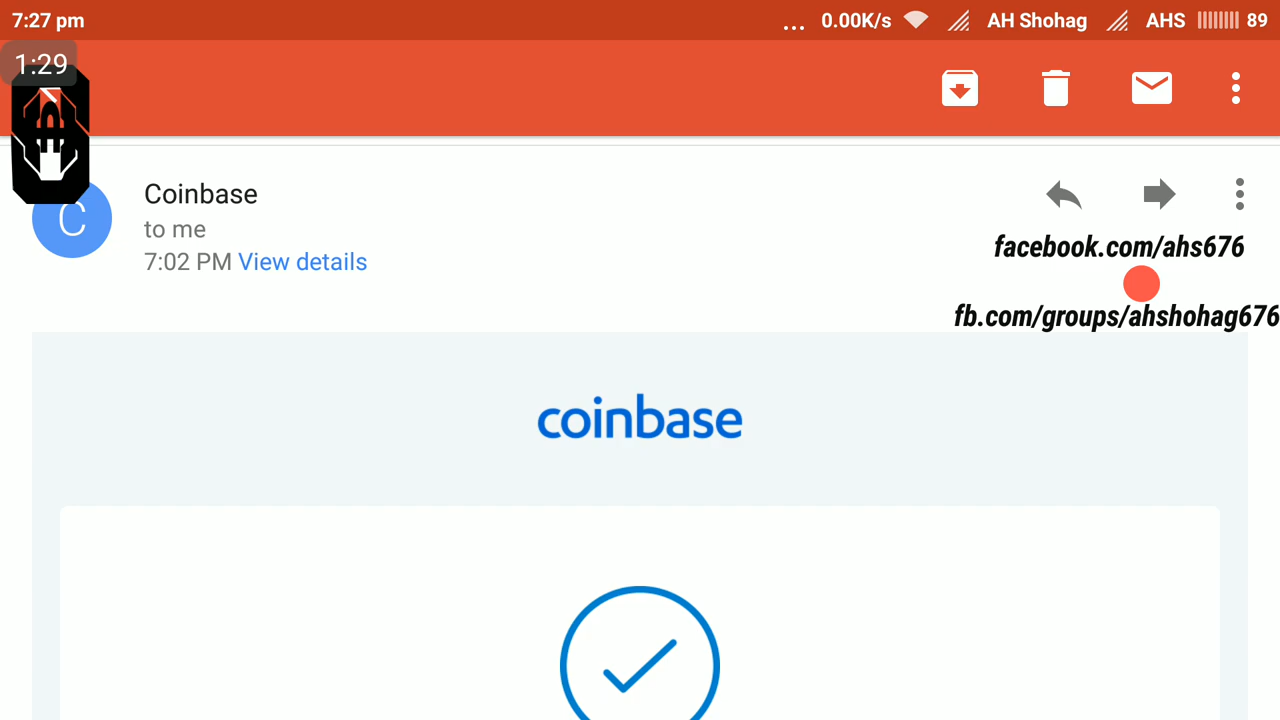 7:27 pm ... 0.00K/s AH Shohag AHS 89
1:29
C
Coinbase
to me
7:02 PM View details
facebook.com/ahs676
fb.com/groups/ahshohag676
coinbase